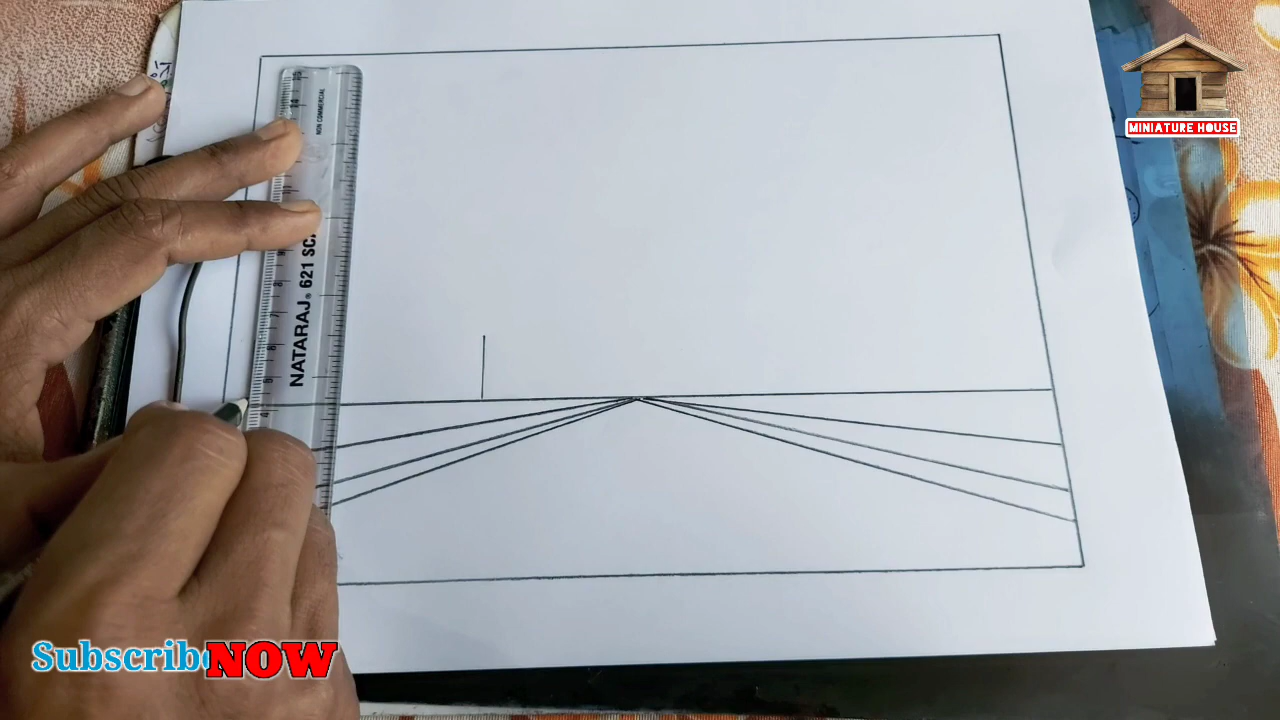 MINIATURE HOUSE
NON COMMERCIAL
NATARAJ® 621 SC
Subscribe NOW